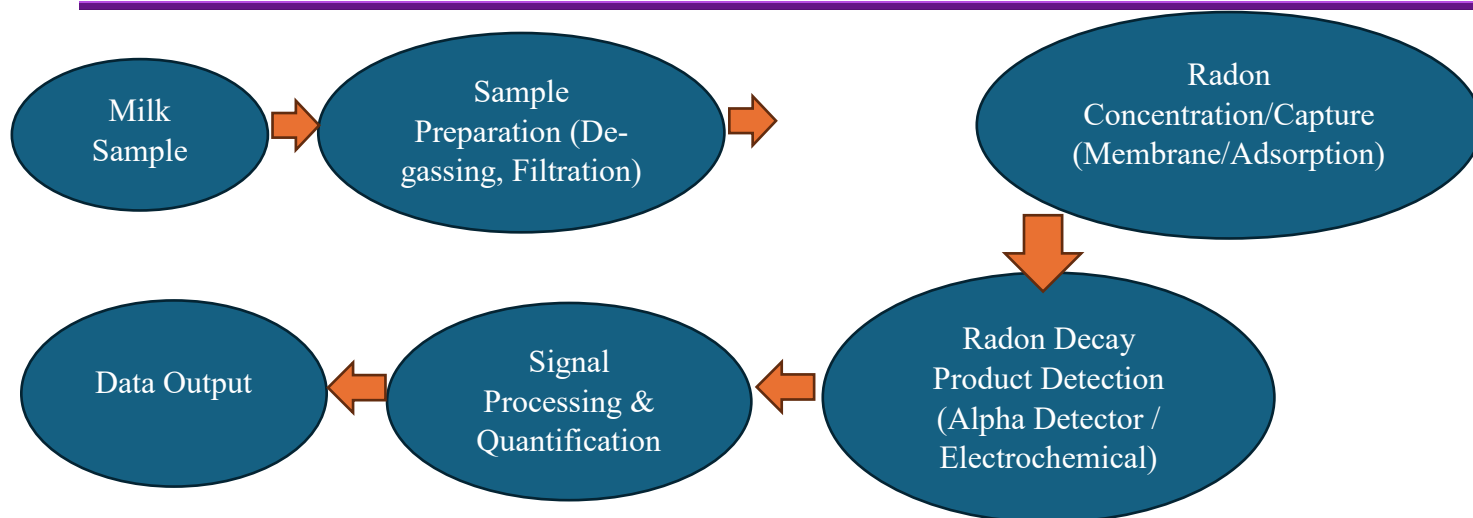 Milk
Sample
Sample
Preparation (De-
gassing, Filtration)
Radon
Concentration/Capture
(Membrane/Adsorption)
Radon Decay
Product Detection
(Alpha Detector /
Electrochemical)
Signal
Processing &
Quantification
Data Output